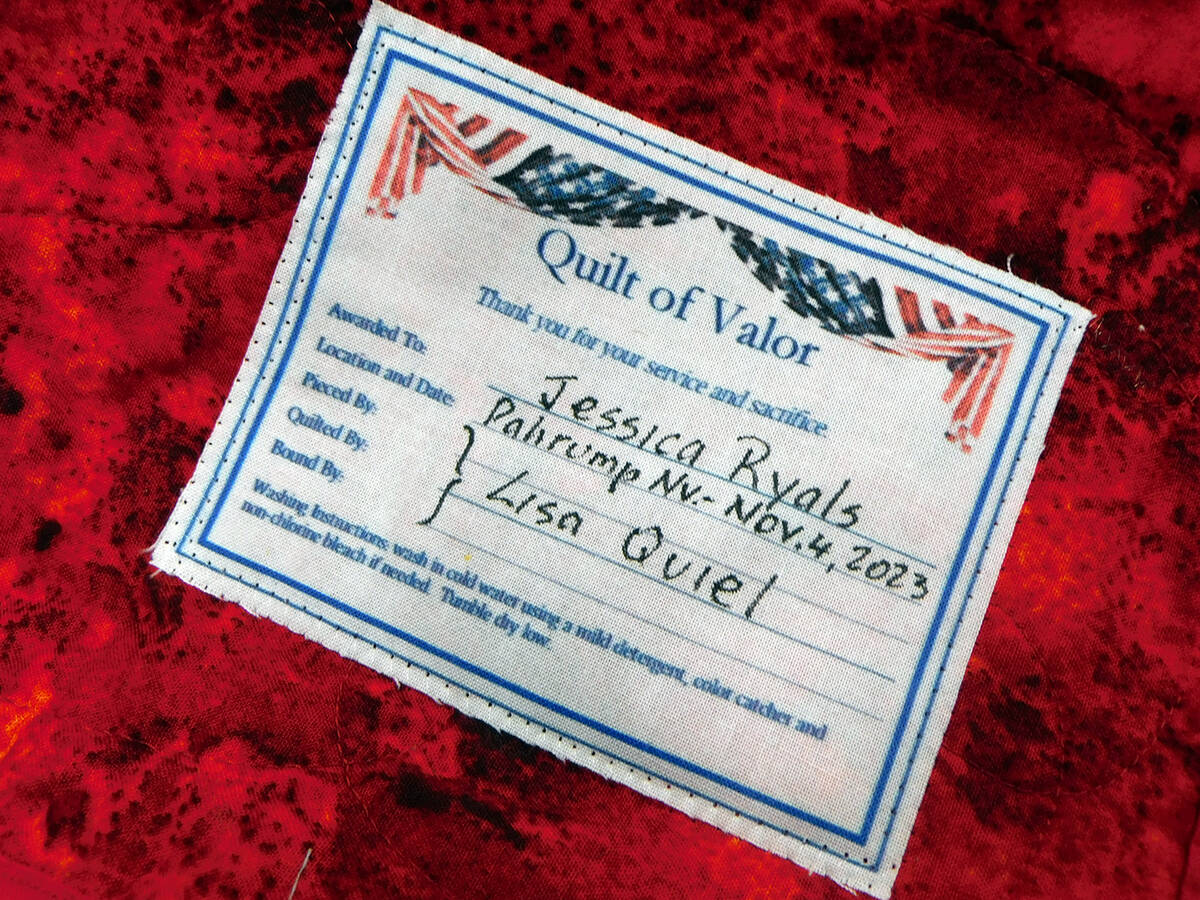 Quilt of Valor
Thank you for your service and sacrifice.
Awarded To: Jessica Ryals
Location and Date: Pahrump Nv.- Nov. 4, 2023
Pieced By:
Quilted By: Lisa Quiel
Bound By:
Washing Instructions: wash in cold water using a mild detergent, color catcher and
non-chlorine bleach if needed. Tumble dry low.